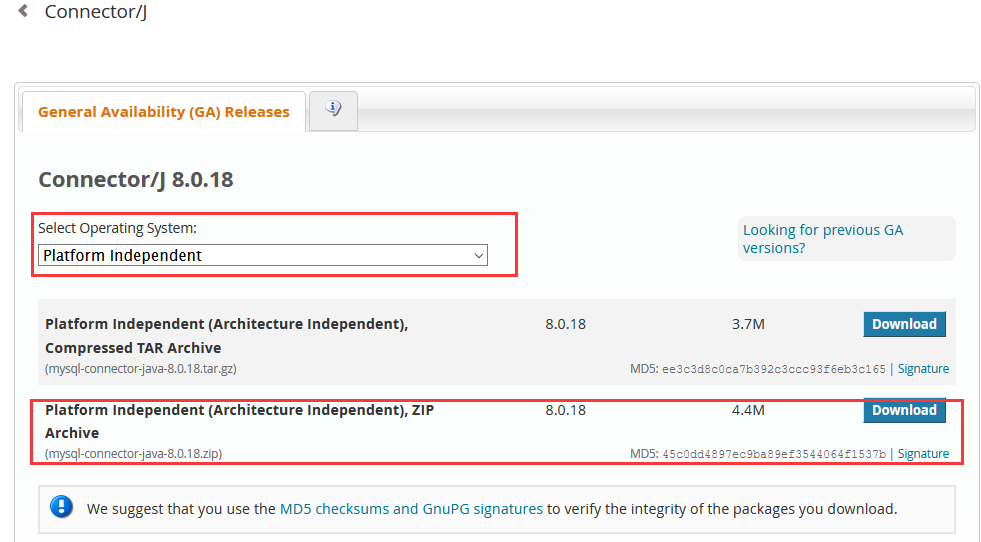 Connector/J
General Availability (GA) Releases
Connector/J 8.0.18
Select Operating System:
Looking for previous GA
versions?
Platform Independent
Platform Independent (Architecture Independent),
Compressed TAR Archive
8.0.18
3.7M
Download
(mysql-connector-java-8.0.18.tar.gz)
MD5: ee3c3d8c0ca7b392c3ccc93f6eb3c165 | Signature
Platform Independent (Architecture Independent), ZIP
Archive
8.0.18
4.4M
Download
(mysql-connector-java-8.0.18.zip)
MD5: 45c0dd4897ec9ba89ef3544064f1537b | Signature
We suggest that you use the MD5 checksums and GnuPG signatures to verify the integrity of the packages you download.